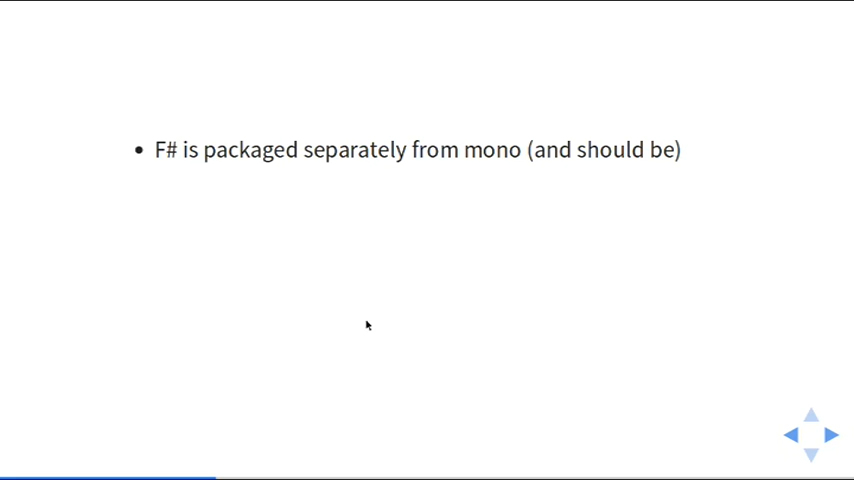 • F# is packaged separately from mono (and should be)